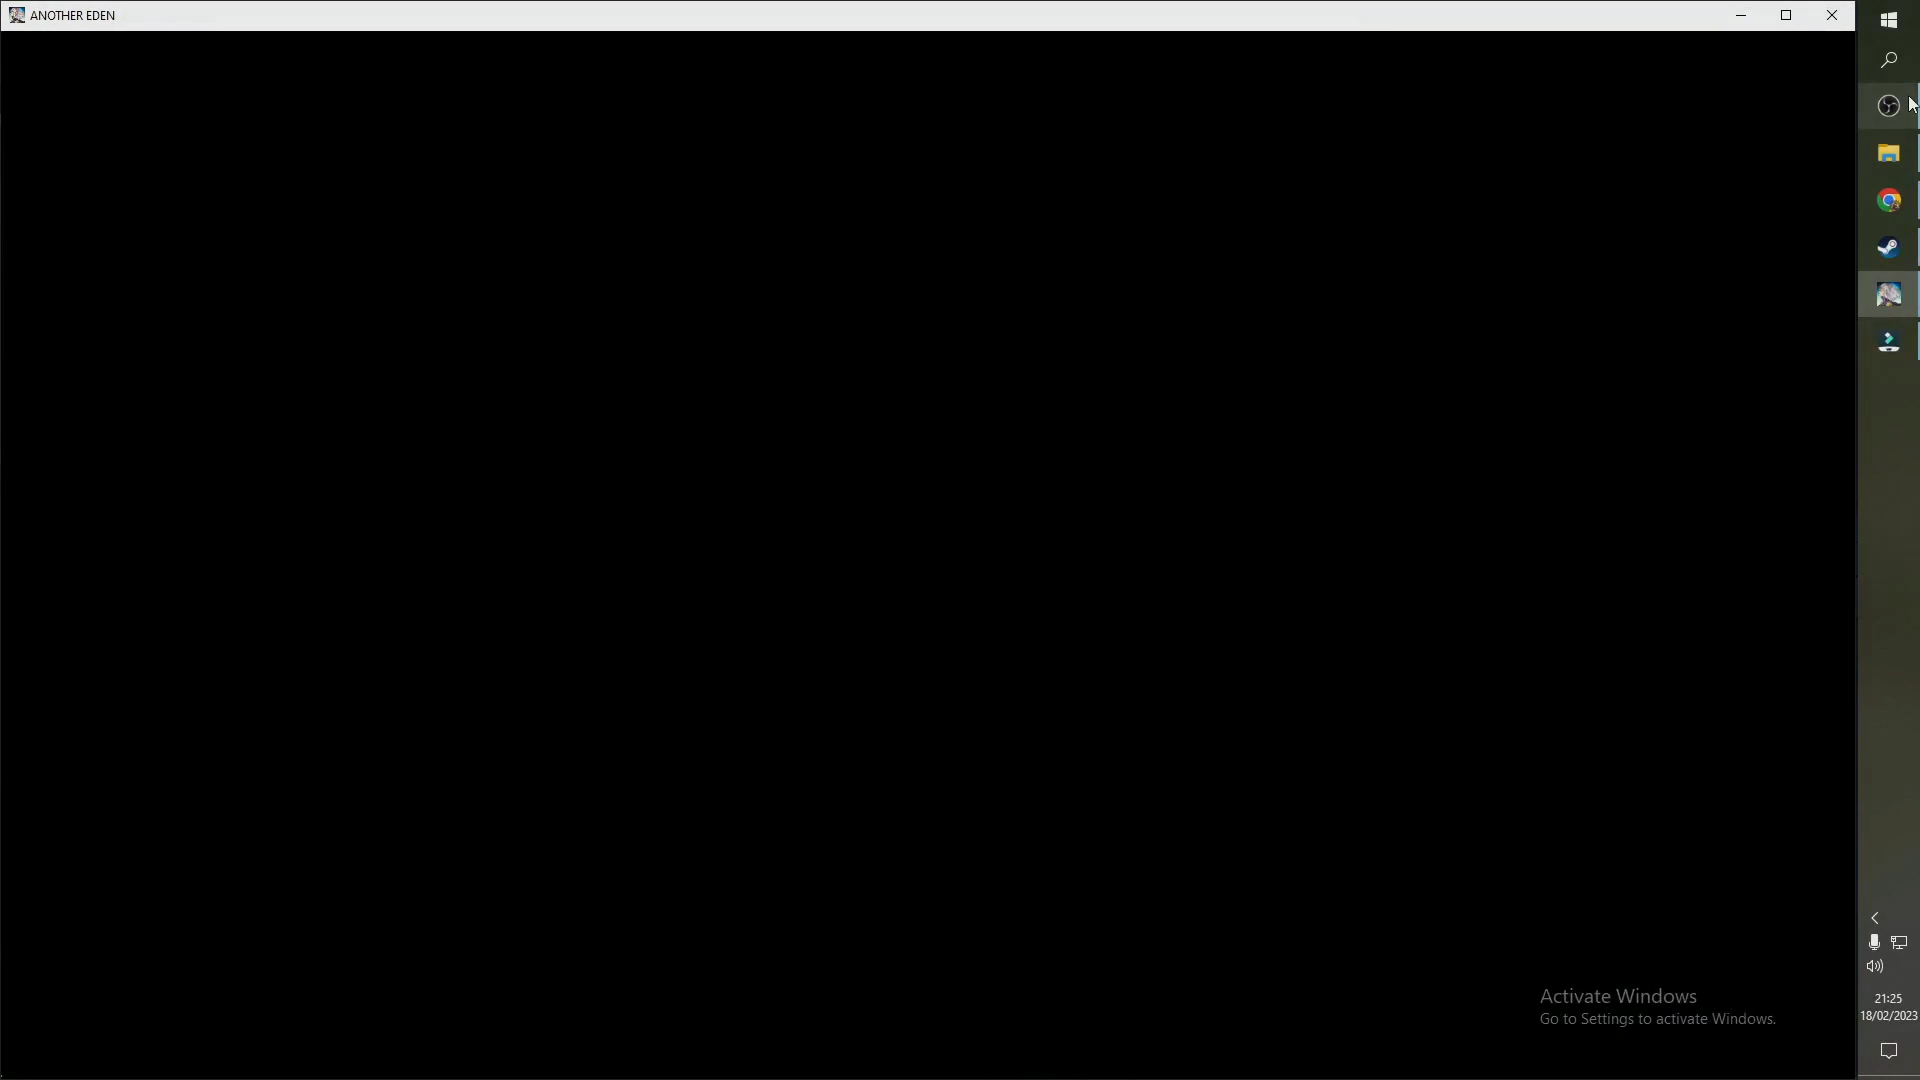 ANOTHER EDEN
Activate Windows
Go to Settings to activate Windows.
21:25
18/02/2023